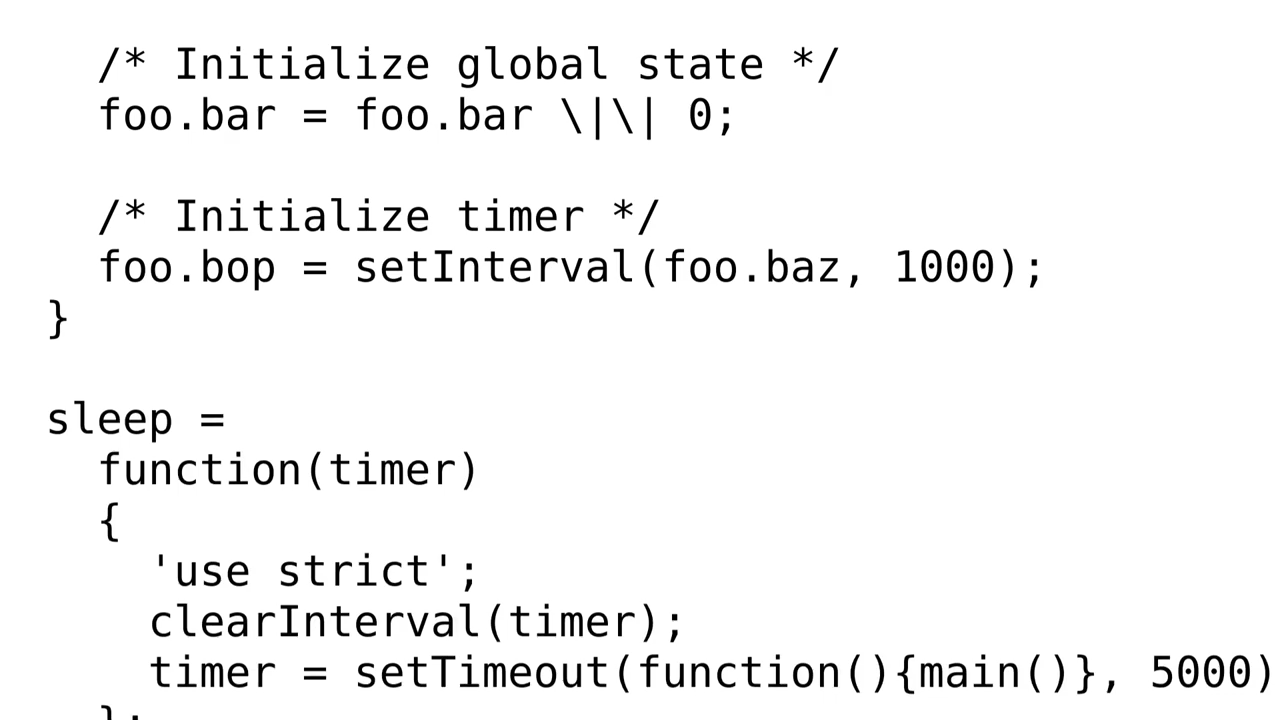 /* Initialize global state */
  foo.bar = foo.bar \|\| 0;

  /* Initialize timer */
  foo.bop = setInterval(foo.baz, 1000);
}

sleep =
  function(timer)
  {
    'use strict';
    clearInterval(timer);
    timer = setTimeout(function(){main()}, 5000)
  };